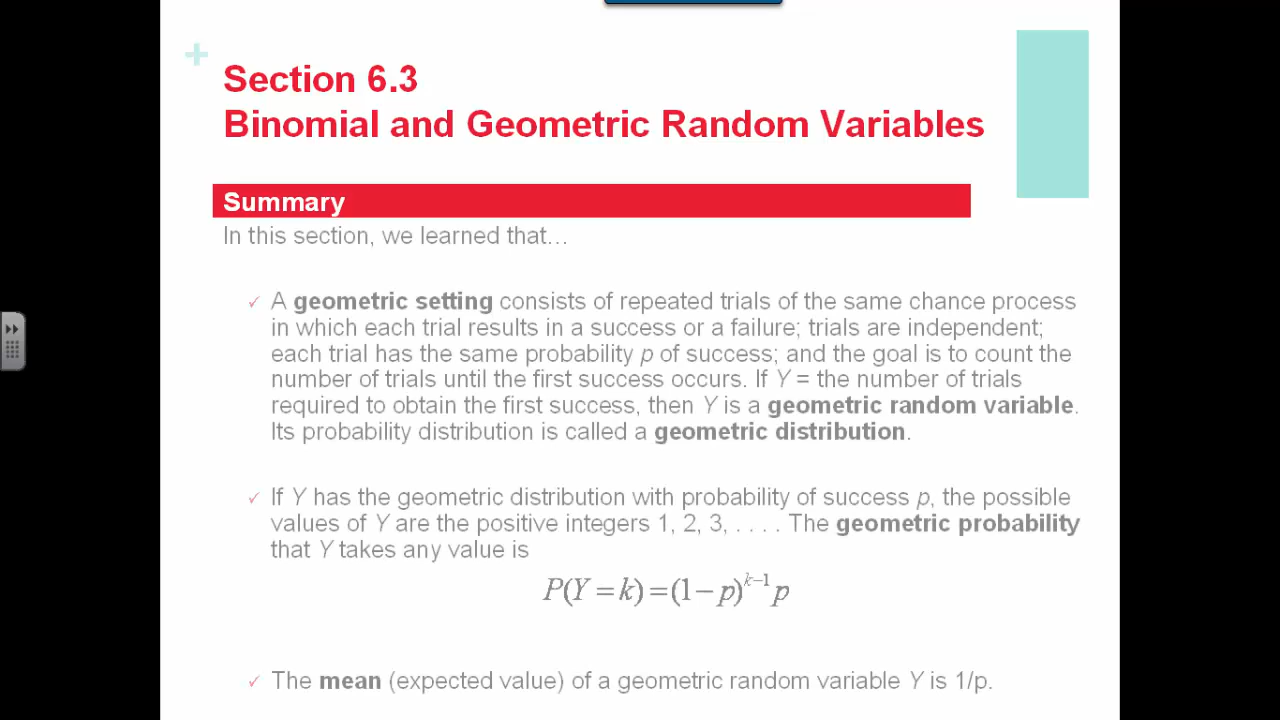 +
Section 6.3
Binomial and Geometric Random Variables
Summary
In this section, we learned that…
✓ A geometric setting consists of repeated trials of the same chance process
in which each trial results in a success or a failure; trials are independent;
each trial has the same probability p of success; and the goal is to count the
number of trials until the first success occurs. If Y = the number of trials
required to obtain the first success, then Y is a geometric random variable.
Its probability distribution is called a geometric distribution.
✓ If Y has the geometric distribution with probability of success p, the possible
values of Y are the positive integers 1, 2, 3, . . . . The geometric probability
that Y takes any value is
P(Y = k) = (1 − p)^{k−1} p
✓ The mean (expected value) of a geometric random variable Y is 1/p.